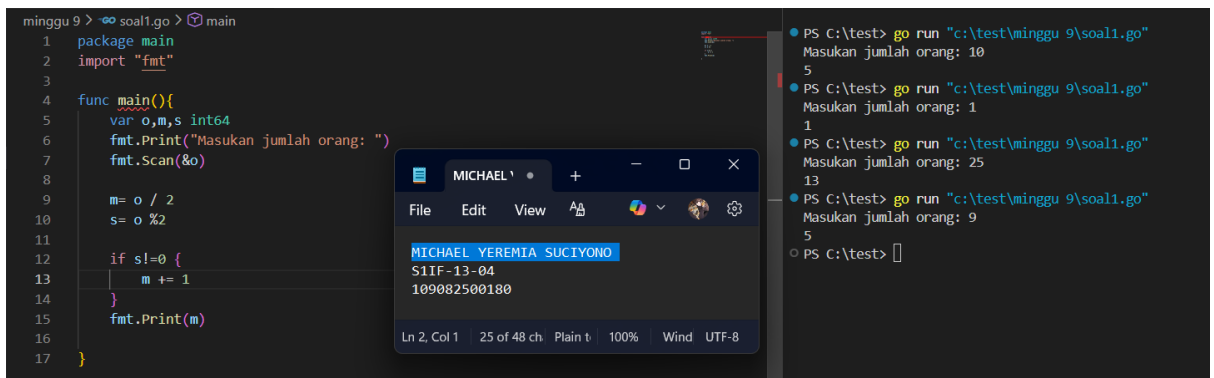 minggu 9 > soal1.go > main
1 package main
2 import "fmt"
3
4 func main(){
5 var o,m,s int64
6 fmt.Print("Masukan jumlah orang: ")
7 fmt.Scan(&o)
8
9 m= o / 2
10 s= o %2
11
12 if s!=0 {
13 m += 1
14 }
15 fmt.Print(m)
16
17 }
MICHAEL
File Edit View
MICHAEL YEREMIA SUCIYONO
S1IF-13-04
109082500180
Ln 2, Col 1 25 of 48 ch Plain t 100% Wind UTF-8
PS C:\test> go run "c:\test\minggu 9\soal1.go"
Masukan jumlah orang: 10
5
PS C:\test> go run "c:\test\minggu 9\soal1.go"
Masukan jumlah orang: 1
1
PS C:\test> go run "c:\test\minggu 9\soal1.go"
Masukan jumlah orang: 25
13
PS C:\test> go run "c:\test\minggu 9\soal1.go"
Masukan jumlah orang: 9
5
PS C:\test>